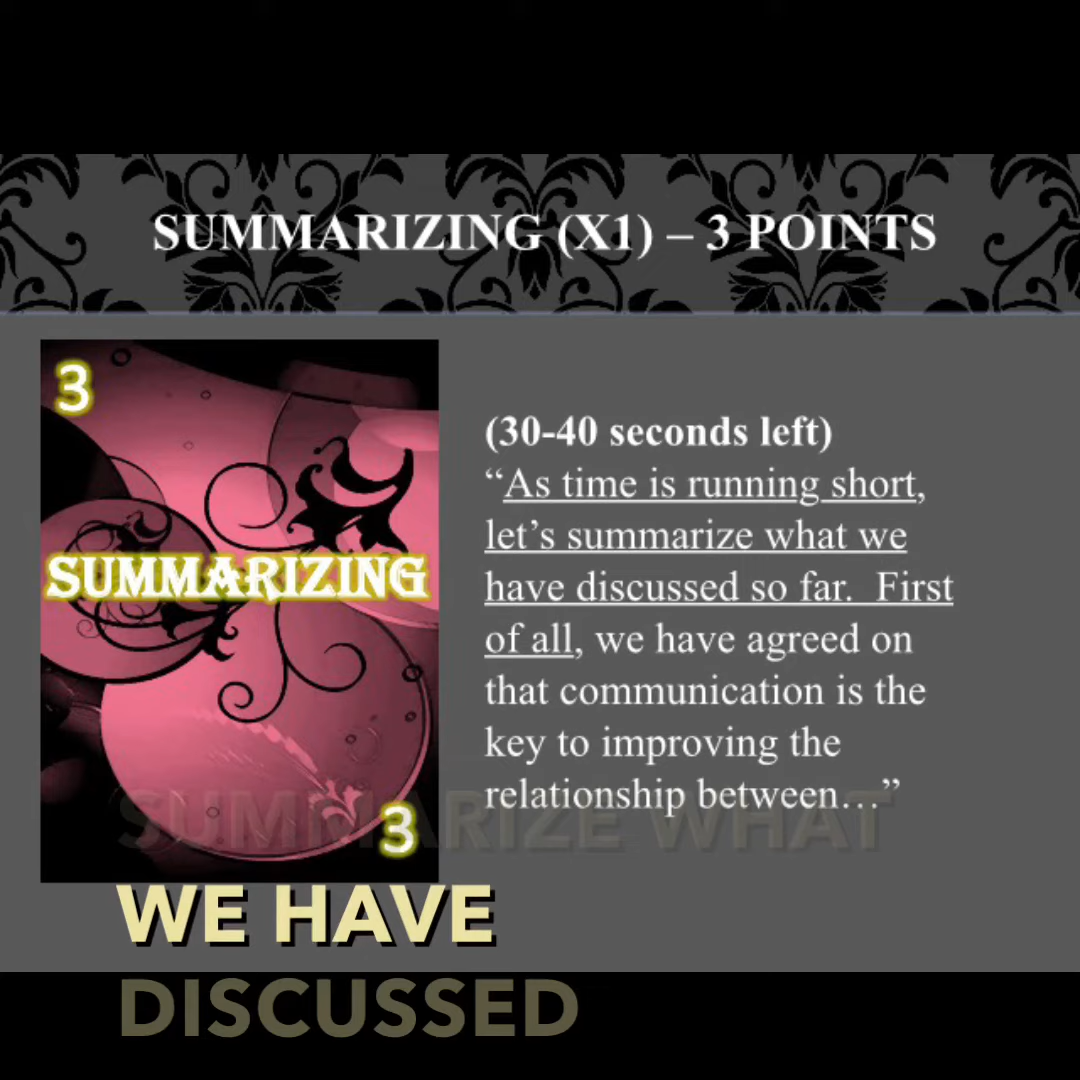 SUMMARIZING (X1) – 3 POINTS
3
SUMMARIZING
3
(30-40 seconds left)
“As time is running short,
let’s summarize what we
have discussed so far.  First
of all, we have agreed on
that communication is the
key to improving the
relationship between…”
SUMMARIZE WHAT
WE HAVE
DISCUSSED